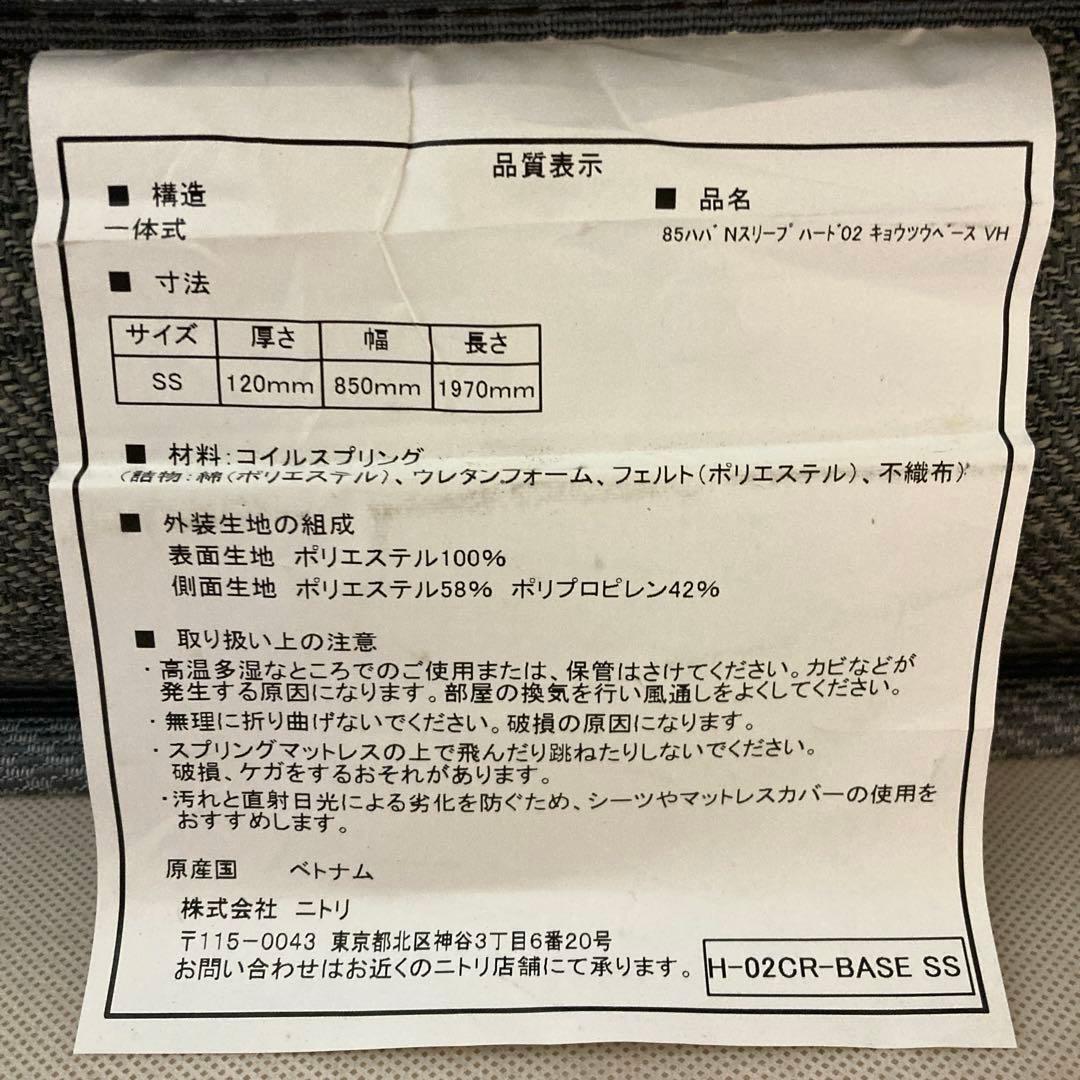 品質表示
■ 構造
一体式
■ 品名
85ハバNスリープハード02 キョウツウベース VH
■ 寸法
サイズ 厚さ 幅 長さ
SS 120mm 850mm 1970mm
■ 材料:コイルスプリング
(詰物:綿(ポリエステル)、ウレタンフォーム、フェルト(ポリエステル)、不織布)
■ 外装生地の組成
表面生地 ポリエステル100%
側面生地 ポリエステル58% ポリプロピレン42%
■ 取り扱い上の注意
・高温多湿なところでのご使用または、保管はさけてください。カビなどが
発生する原因になります。部屋の換気を行い風通しをよくしてください。
・無理に折り曲げないでください。破損の原因になります。
・スプリングマットレスの上で飛んだり跳ねたりしないでください。
破損、ケガをするおそれがあります。
・汚れと直射日光による劣化を防ぐため、シーツやマットレスカバーの使用を
おすすめします。
原産国 ベトナム
株式会社 ニトリ
〒115-0043 東京都北区神谷3丁目6番20号
お問い合わせはお近くのニトリ店舗にて承ります。
H-02CR-BASE SS